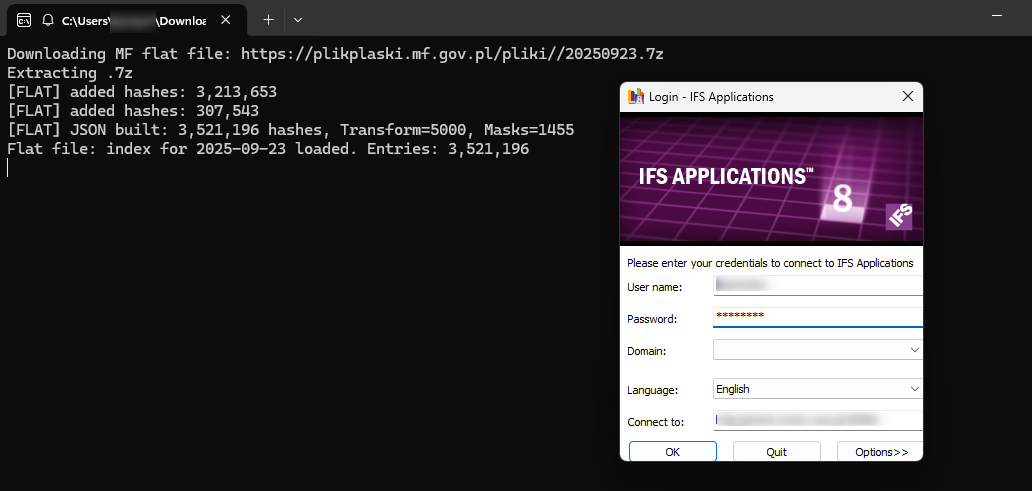 C:\Users\ \Downloa
Downloading MF flat file: https://plikplaski.mf.gov.pl/pliki//20250923.7z
Extracting .7z
[FLAT] added hashes: 3,213,653
[FLAT] added hashes: 307,543
[FLAT] JSON built: 3,521,196 hashes, Transform=5000, Masks=1455
Flat file: index for 2025-09-23 loaded. Entries: 3,521,196
Login - IFS Applications
IFS APPLICATIONS™
8
IFS
Please enter your credentials to connect to IFS Applications
User name:
Password: ********
Domain:
Language: English
Connect to:
OK Quit Options>>